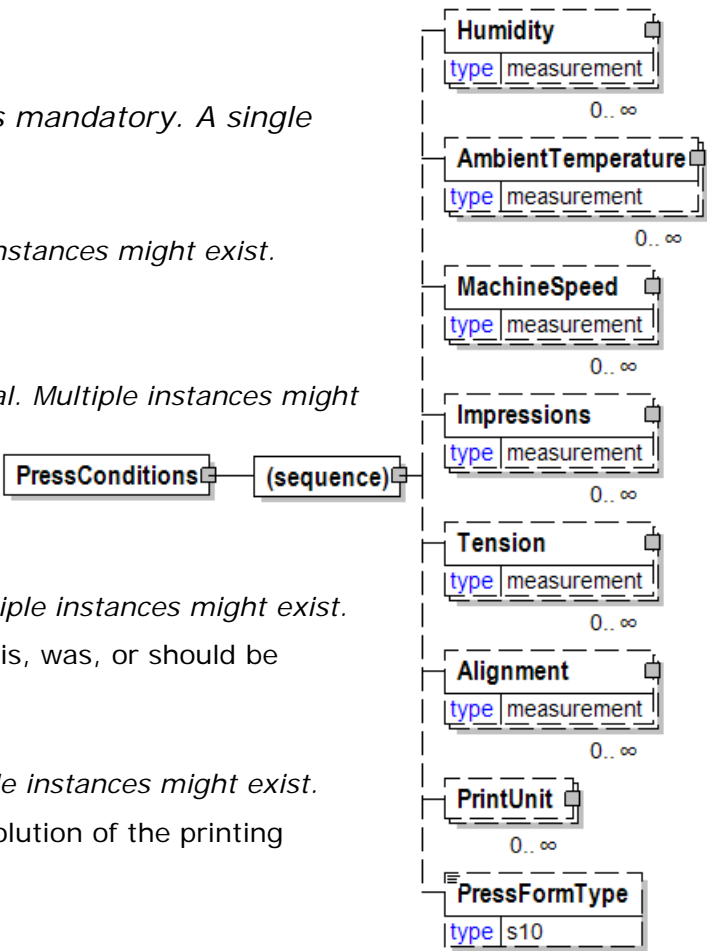 s mandatory. A single
nstances might exist.
al. Multiple instances might
iple instances might exist.
is, was, or should be
le instances might exist.
olution of the printing
PressConditions
(sequence)
Humidity
type measurement
0.. ∞
AmbientTemperature
type measurement
0.. ∞
MachineSpeed
type measurement
0.. ∞
Impressions
type measurement
0.. ∞
Tension
type measurement
0.. ∞
Alignment
type measurement
0.. ∞
PrintUnit
0.. ∞
PressFormType
type s10